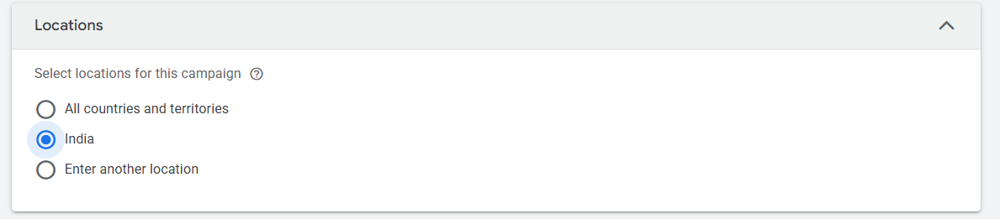 Locations
Select locations for this campaign
All countries and territories
India
Enter another location